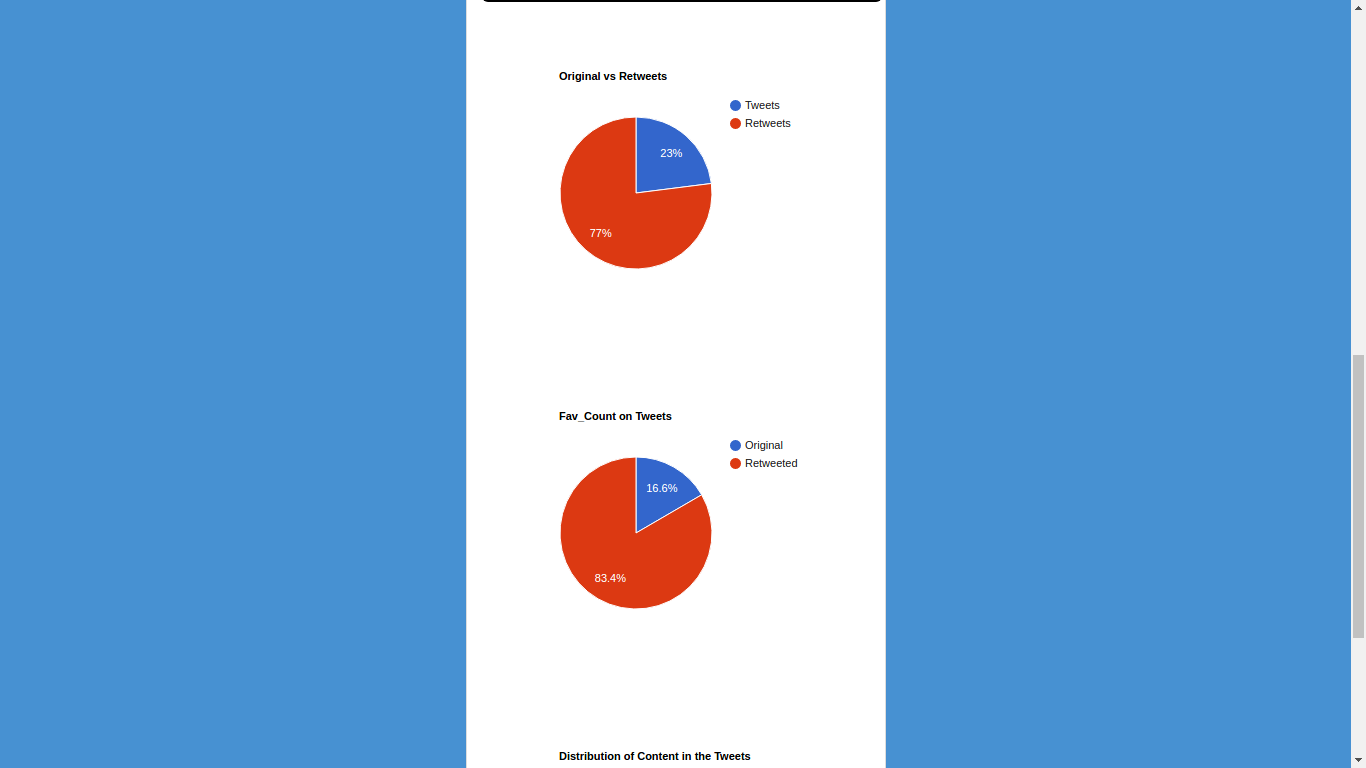 Original vs Retweets
Tweets
Retweets
23%
77%
Fav_Count on Tweets
Original
Retweeted
16.6%
83.4%
Distribution of Content in the Tweets